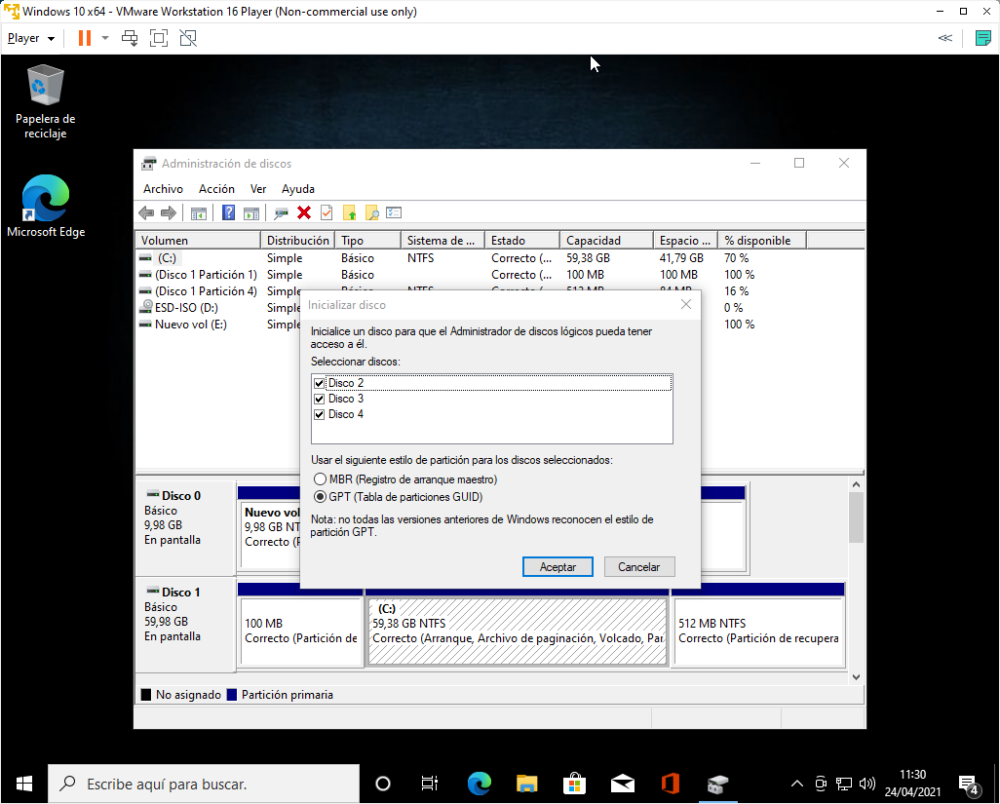 Windows 10 x64 - VMware Workstation 16 Player (Non-commercial use only)
Player
Papelera de
reciclaje
Microsoft Edge
Administración de discos
Archivo Acción Ver Ayuda
Volumen Distribución Tipo Sistema de ... Estado Capacidad Espacio ... % disponible
(C:) Simple Básico NTFS Correcto (... 59,38 GB 41,79 GB 70 %
(Disco 1 Partición 1) Simple Básico Correcto (... 100 MB 100 MB 100 %
(Disco 1 Partición 4) Simple Básico NTFS Correcto (... 512 MB 84 MB 16 %
ESD-ISO (D:) Simple 0 %
Nuevo vol (E:) Simple 100 %
Inicializar disco
Inicialice un disco para que el Administrador de discos lógicos pueda tener
acceso a él.
Seleccionar discos:
Disco 2
Disco 3
Disco 4
Usar el siguiente estilo de partición para los discos seleccionados:
MBR (Registro de arranque maestro)
GPT (Tabla de particiones GUID)
Nota: no todas las versiones anteriores de Windows reconocen el estilo de
partición GPT.
Aceptar Cancelar
Disco 0
Básico
9,98 GB
En pantalla
Nuevo vol
9,98 GB NT
Correcto (P
Disco 1
Básico
59,98 GB
En pantalla
100 MB
Correcto (Partición de
(C:)
59,38 GB NTFS
Correcto (Arranque, Archivo de paginación, Volcado, Par
512 MB NTFS
Correcto (Partición de recupera
No asignado Partición primaria
Escribe aquí para buscar.
11:30
24/04/2021
4